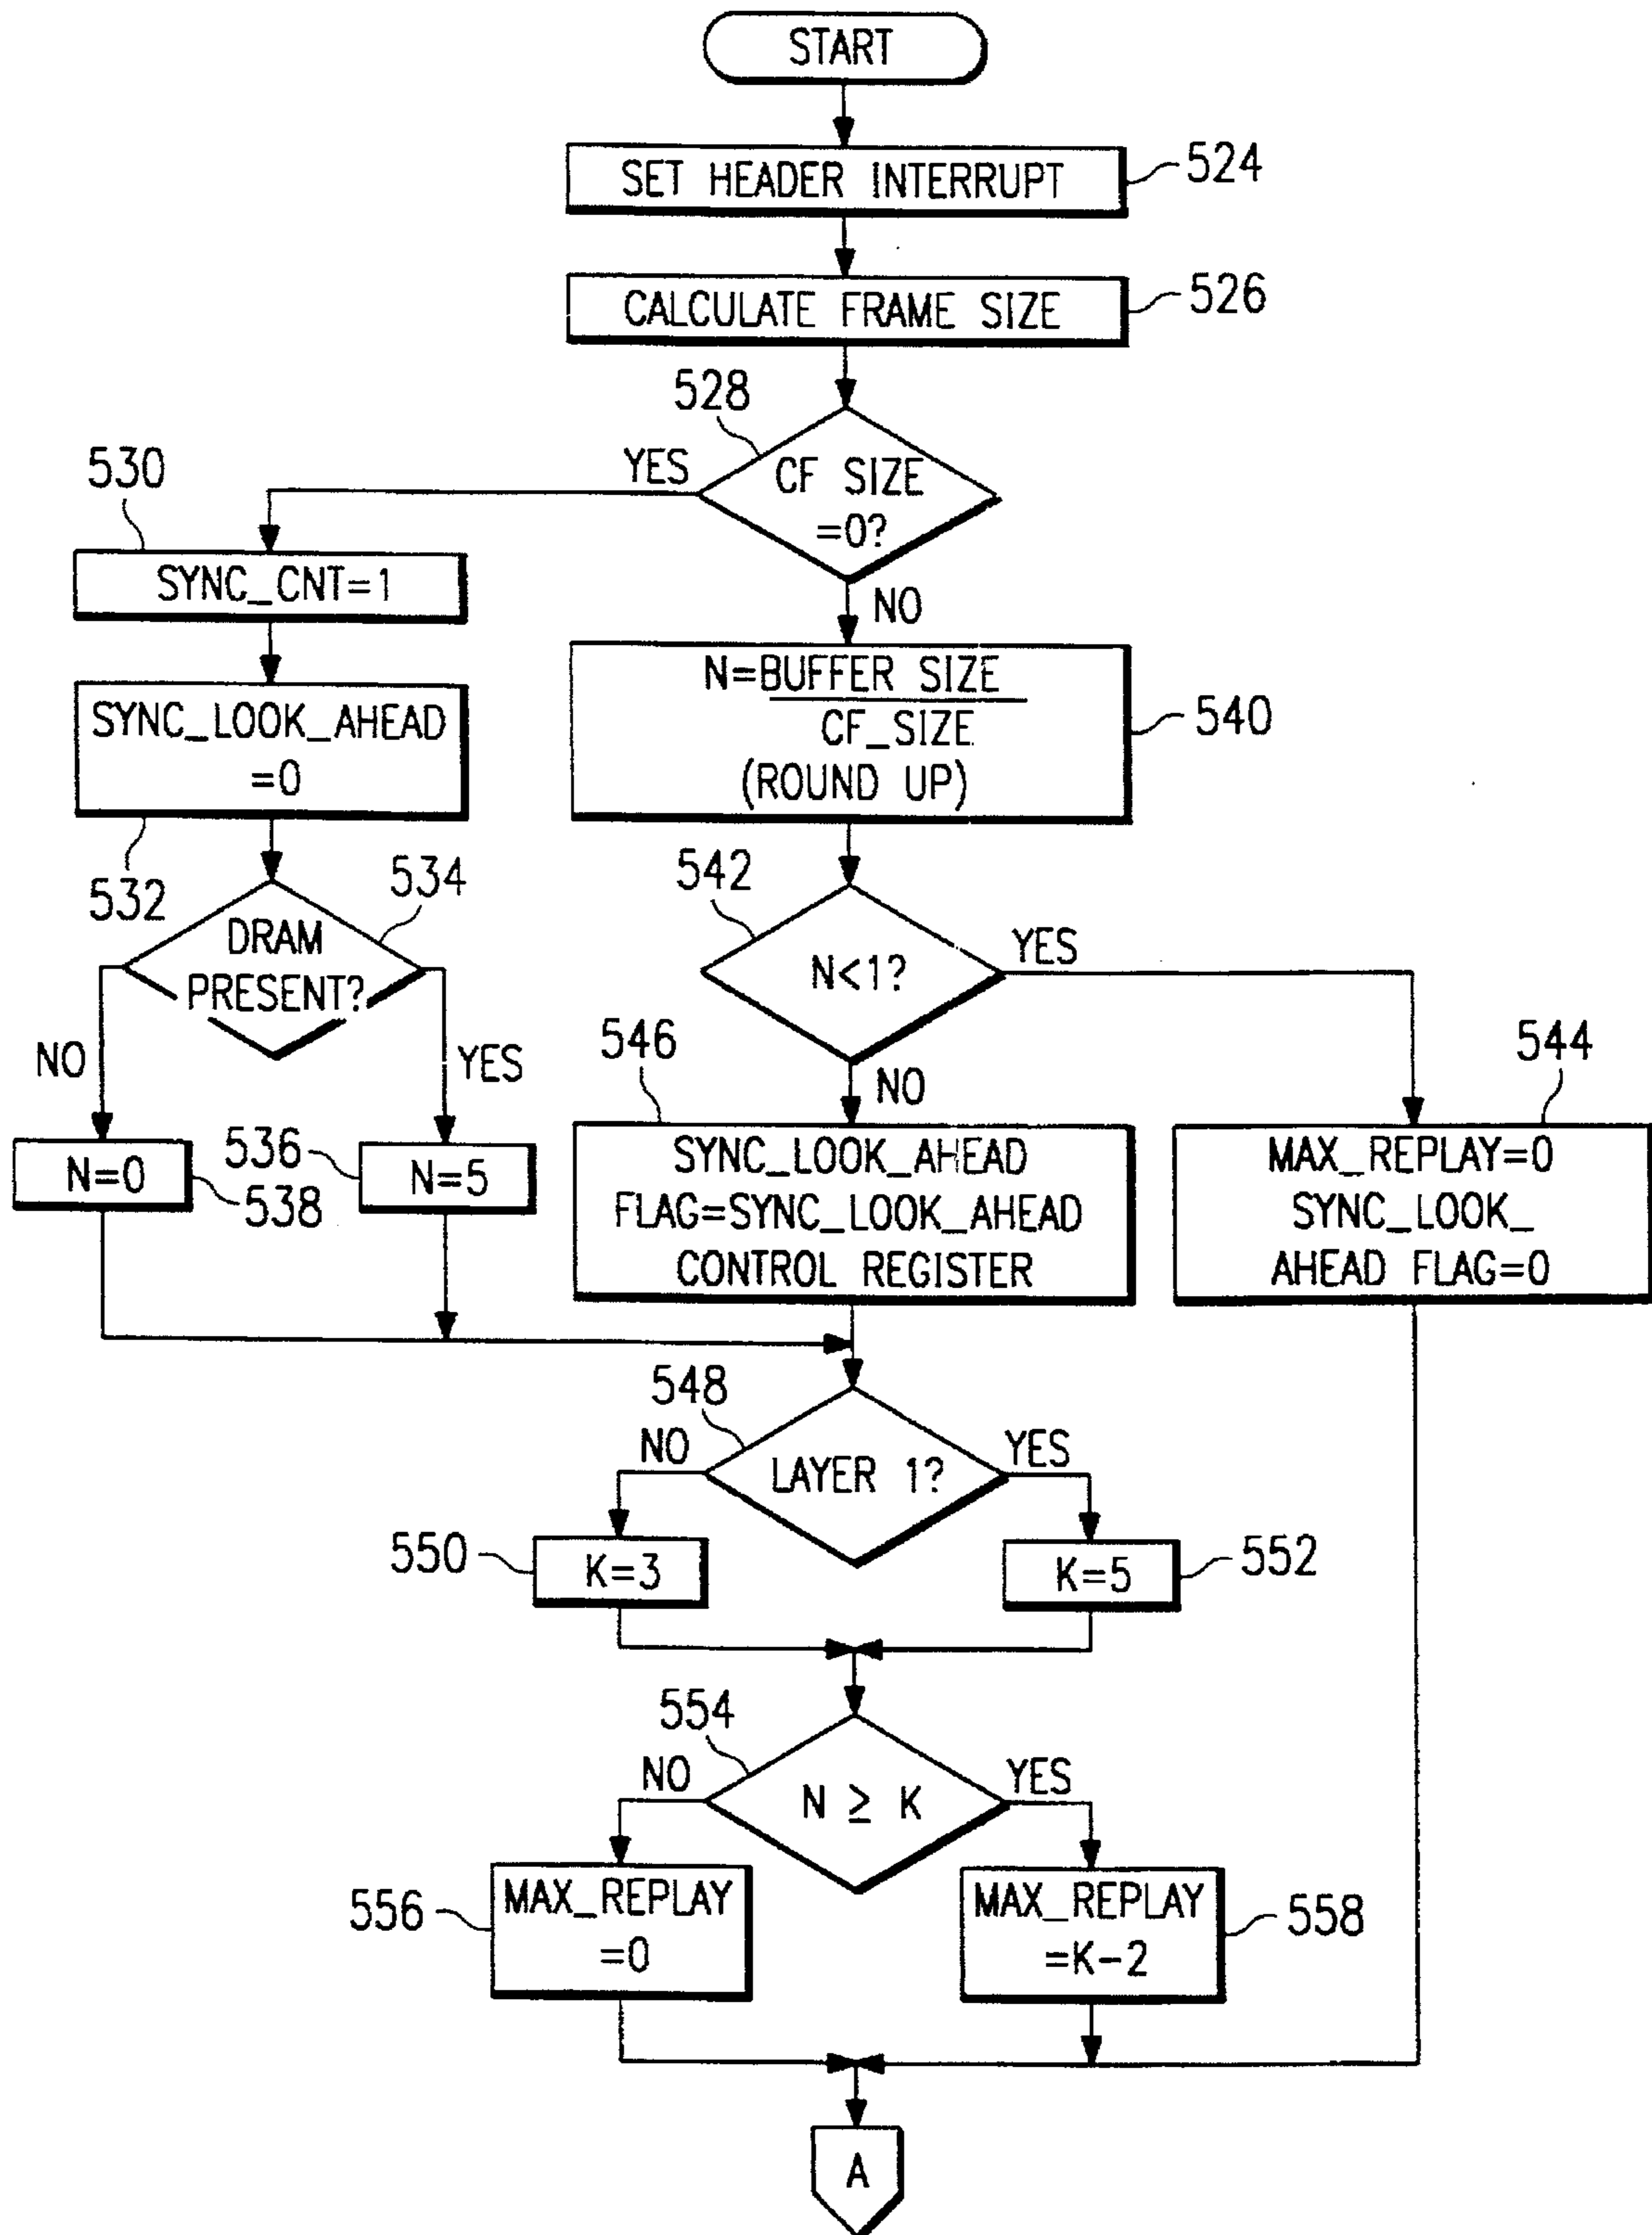 START
SET HEADER INTERRUPT
524
CALCULATE FRAME SIZE
526
528
CF SIZE
=0?
YES
NO
530
SYNC_CNT=1
SYNC_LOOK_AHEAD
=0
532
534
DRAM
PRESENT?
NO
YES
N=0
538
536
N=5
N=BUFFER SIZE
CF_SIZE
(ROUND UP)
540
542
N<1?
YES
NO
546
SYNC_LOOK_AHEAD
FLAG=SYNC_LOOK_AHEAD
CONTROL REGISTER
544
MAX_REPLAY=0
SYNC_LOOK_
AHEAD FLAG=0
548
LAYER 1?
NO
YES
550
K=3
K=5
552
554
N ≥ K
NO
YES
556
MAX_REPLAY
=0
MAX_REPLAY
=K-2
558
A